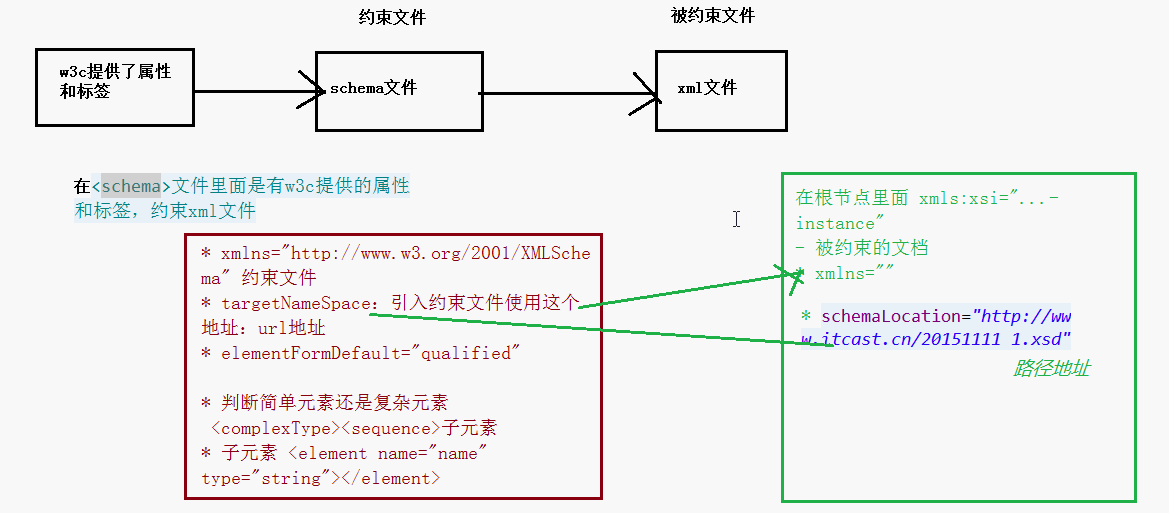 约束文件
被约束文件
w3c提供了属性
和标签
schema文件
xml文件
在<schema>文件里面是有w3c提供的属性
和标签，约束xml文件
* xmlns="http://www.w3.org/2001/XMLSche
ma" 约束文件
* targetNameSpace：引入约束文件使用这个
地址：url地址
* elementFormDefault="qualified"
* 判断简单元素还是复杂元素
<complexType><sequence>子元素
* 子元素 <element name="name"
type="string"></element>
在根节点里面 xmls:xsi="...-
instance"
- 被约束的文档
* xmlns=""
* schemaLocation="http://ww
w.itcast.cn/20151111 1.xsd"
路径地址